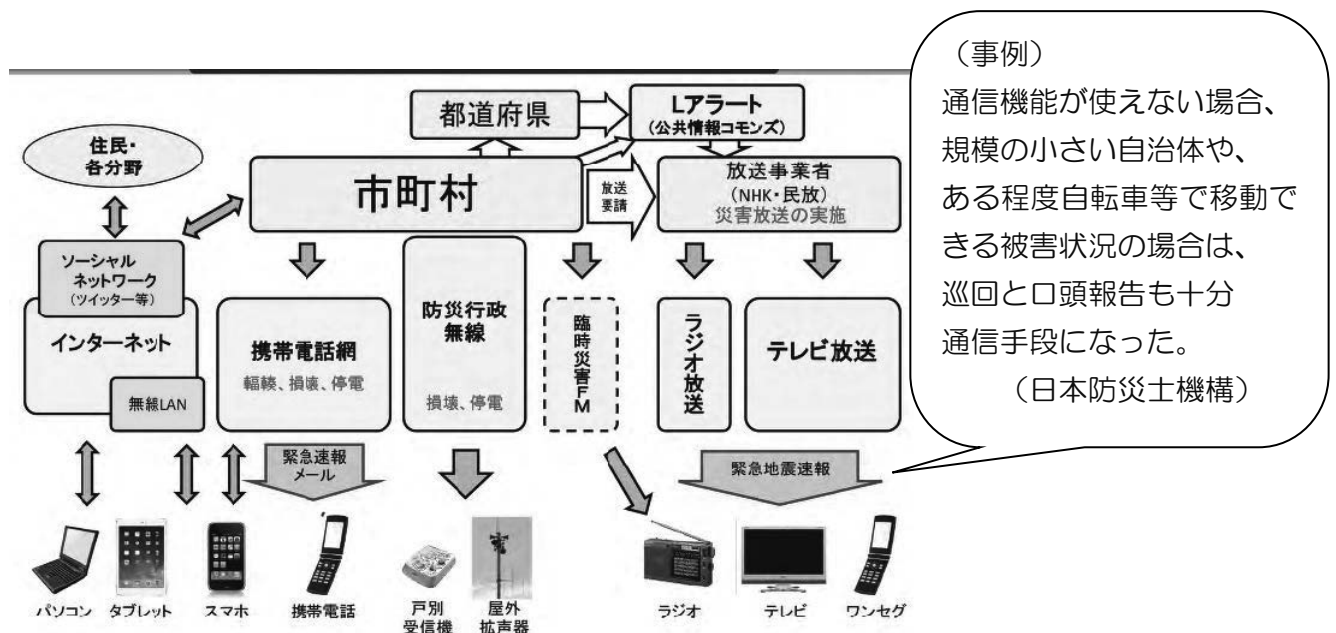 都道府県
Lアラート
(公共情報コモンズ)
住民・
各分野
市町村
放送
要請
放送事業者
(NHK・民放)
災害放送の実施
ソーシャル
ネットワーク
(ツイッター等)
インターネット
無線LAN
携帯電話網
輻輳、損壊、停電
防災行政
無線
損壊、停電
臨時災害FM
ラジオ放送
テレビ放送
緊急速報
メール
緊急地震速報
パソコン
タブレット
スマホ
携帯電話
戸別
受信機
屋外
拡声器
ラジオ
テレビ
ワンセグ
（事例）
通信機能が使えない場合、
規模の小さい自治体や、
ある程度自転車等で移動で
きる被害状況の場合は、
巡回と口頭報告も十分
通信手段になった。
（日本防災士機構）